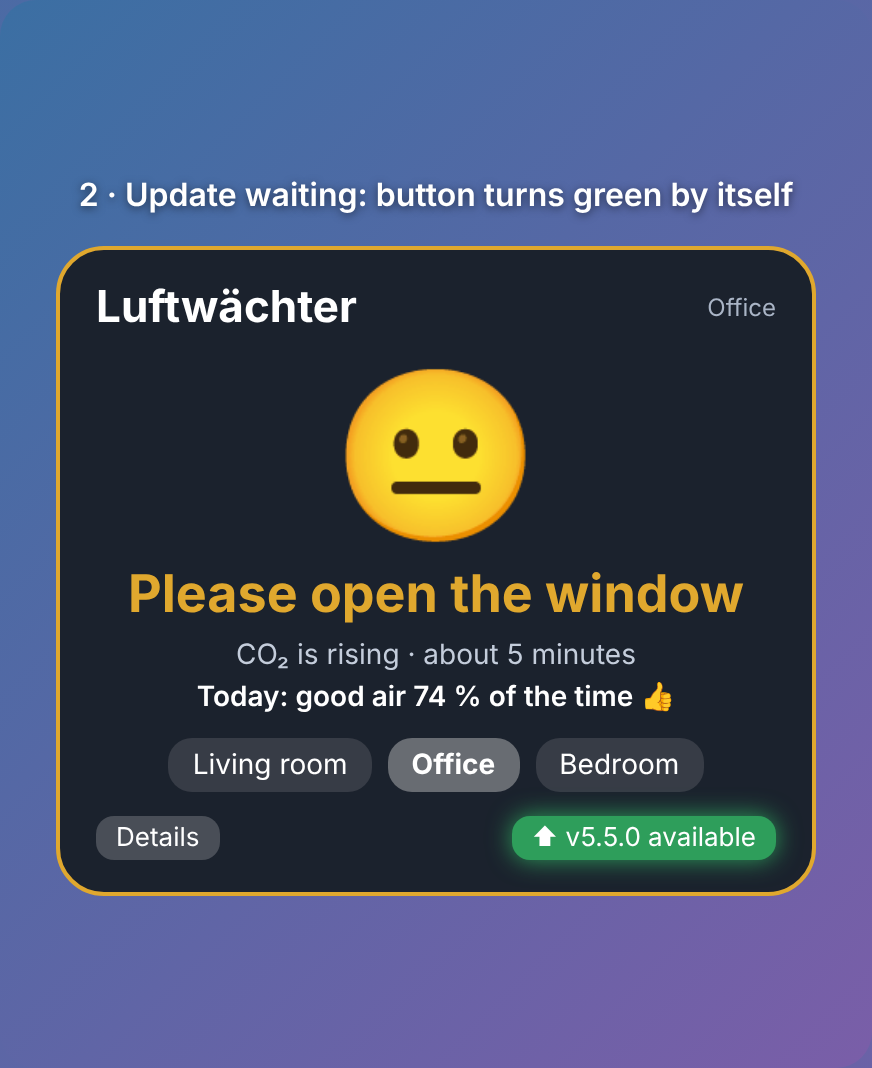 2 · Update waiting: button turns green by itself
Luftwächter
Office
Please open the window
CO₂ is rising · about 5 minutes
Today: good air 74 % of the time 👍
Living room
Office
Bedroom
Details
⬆ v5.5.0 available